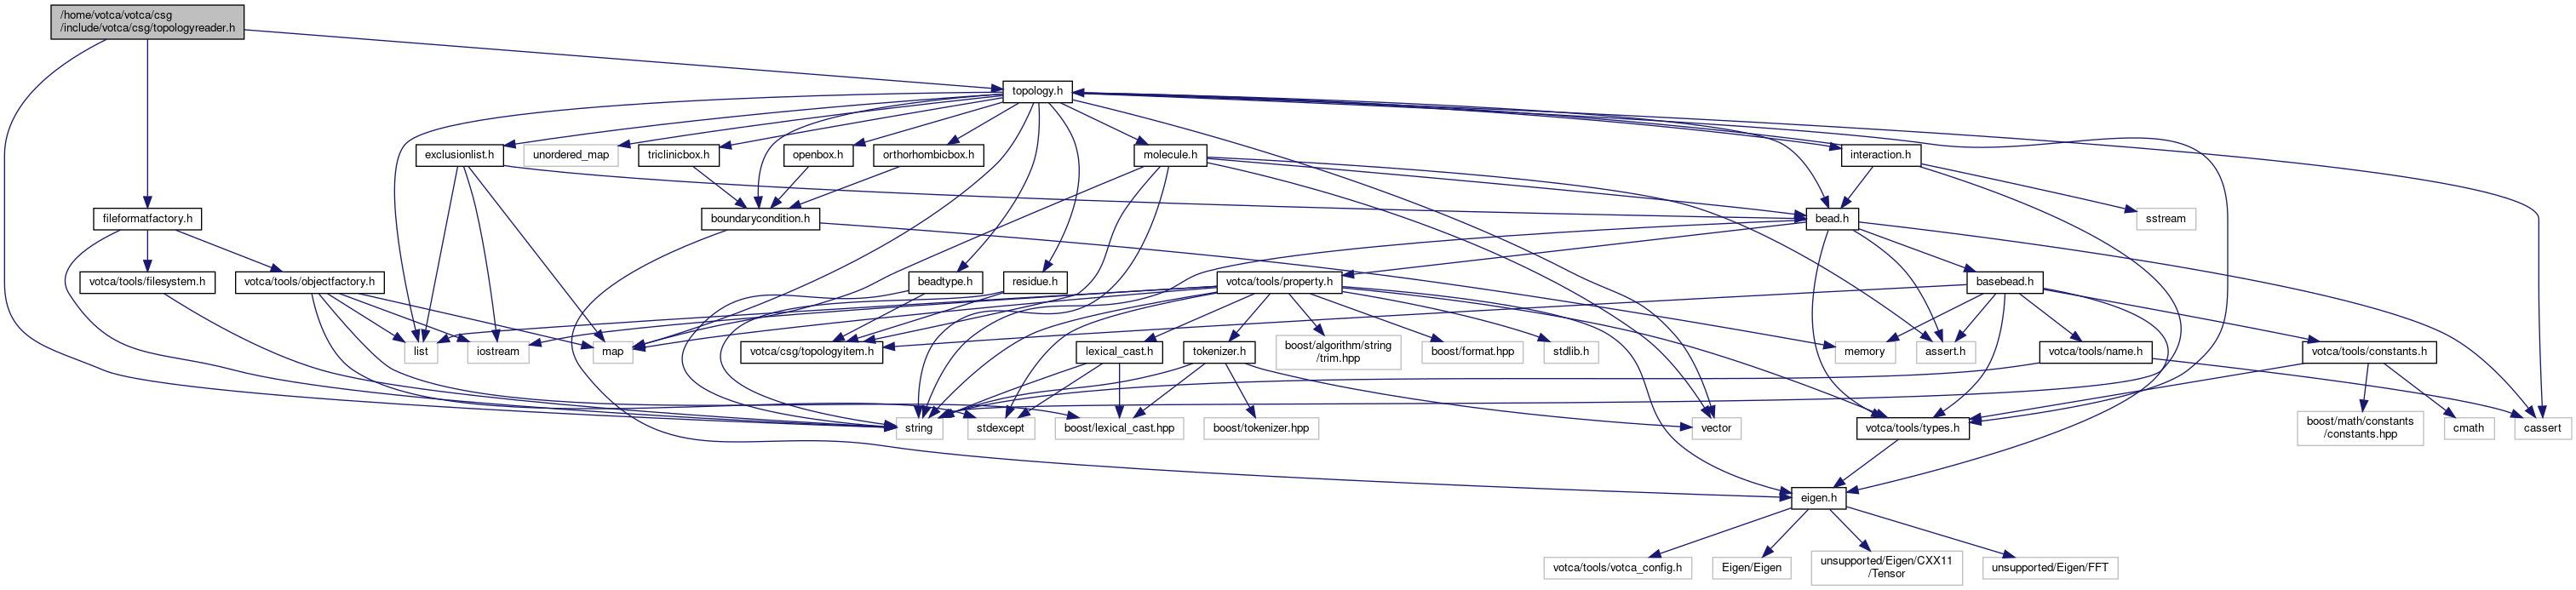 /home/votca/votca/csg
/include/votca/csg/topologyreader.h
topology.h
exclusionlist.h
unordered_map
triclinicbox.h
openbox.h
orthorhombicbox.h
molecule.h
interaction.h
fileformatfactory.h
boundarycondition.h
bead.h
sstream
votca/tools/filesystem.h
votca/tools/objectfactory.h
beadtype.h
residue.h
votca/tools/property.h
basebead.h
list
iostream
map
votca/csg/topologyitem.h
lexical_cast.h
tokenizer.h
boost/algorithm/string
/trim.hpp
boost/format.hpp
stdlib.h
memory
assert.h
votca/tools/name.h
votca/tools/constants.h
string
stdexcept
boost/lexical_cast.hpp
boost/tokenizer.hpp
vector
votca/tools/types.h
boost/math/constants
/constants.hpp
cmath
cassert
eigen.h
votca/tools/votca_config.h
Eigen/Eigen
unsupported/Eigen/CXX11
/Tensor
unsupported/Eigen/FFT